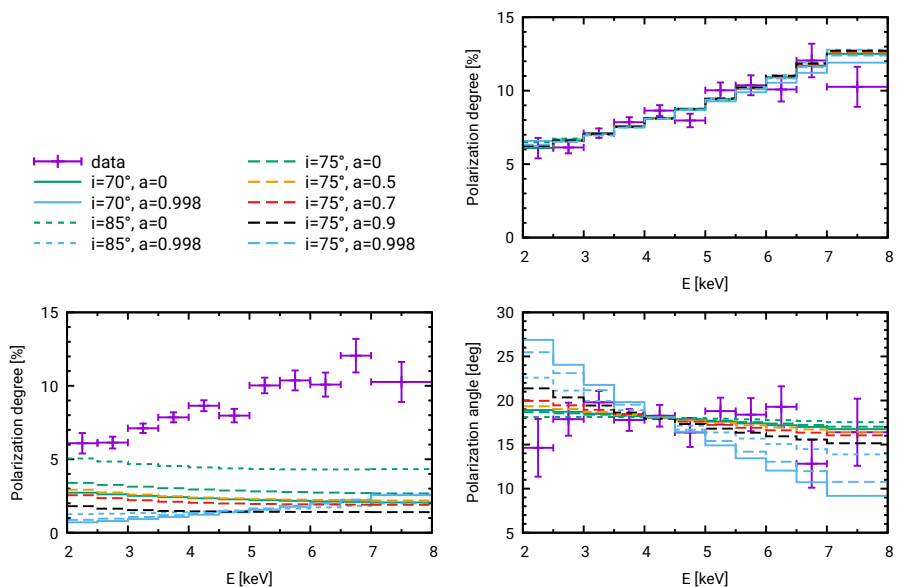 15
10
5
0
2 3 4 5 6 7 8
Polarization degree [%]
E [keV]
data
i=70°, a=0
i=70°, a=0.998
i=85°, a=0
i=85°, a=0.998
i=75°, a=0
i=75°, a=0.5
i=75°, a=0.7
i=75°, a=0.9
i=75°, a=0.998
15
10
5
0
2 3 4 5 6 7 8
Polarization degree [%]
E [keV]
30
25
20
15
10
5
2 3 4 5 6 7 8
Polarization angle [deg]
E [keV]